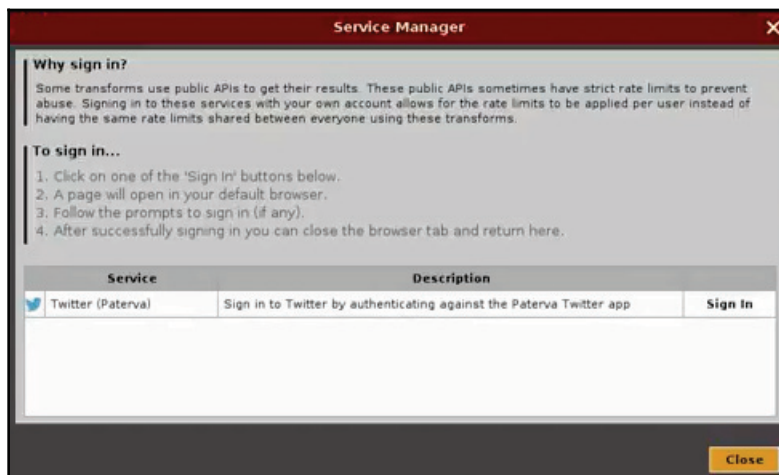 Service Manager
Why sign in?
Some transforms use public APIs to get their results. These public APIs sometimes have strict rate limits to prevent
abuse. Signing in to these services with your own account allows for the rate limits to be applied per user instead of
having the same rate limits shared between everyone using these transforms.
To sign in...
1. Click on one of the 'Sign In' buttons below.
2. A page will open in your default browser.
3. Follow the prompts to sign in (if any).
4. After successfully signing in you can close the browser tab and return here.
Service Description
Twitter (Paterva) Sign in to Twitter by authenticating against the Paterva Twitter app Sign In
Close